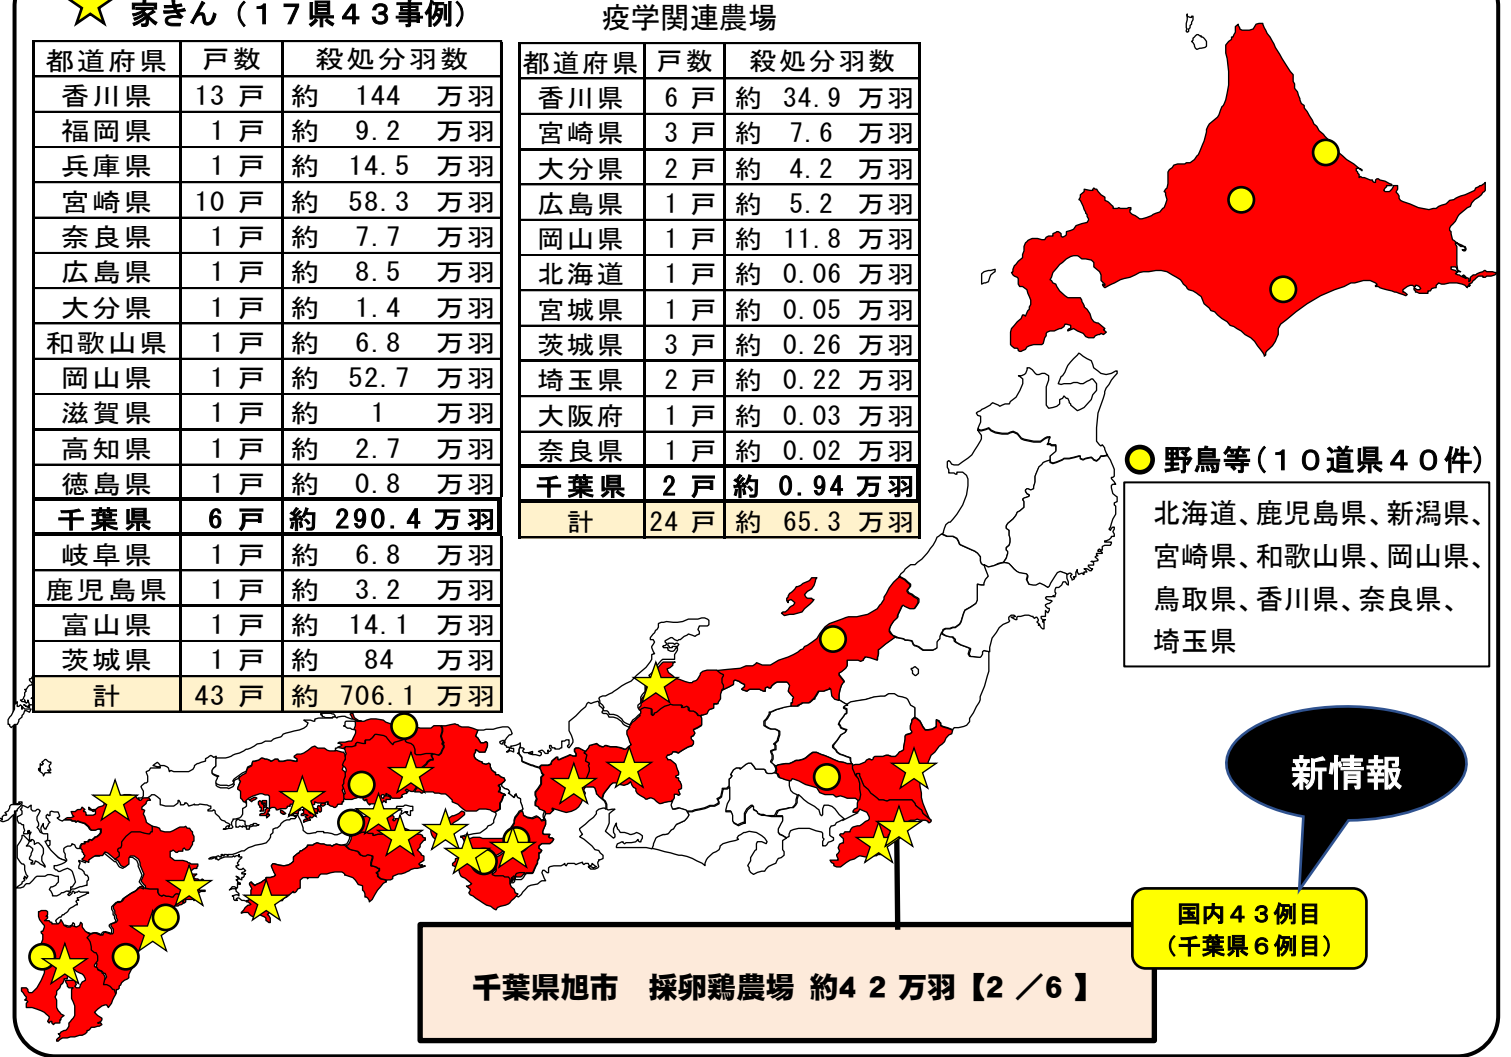 家きん（１７県４３事例）
都道府県 戸数 殺処分羽数
香川県 13 戸 約 144 万羽
福岡県 1 戸 約 9.2 万羽
兵庫県 1 戸 約 14.5 万羽
宮崎県 10 戸 約 58.3 万羽
奈良県 1 戸 約 7.7 万羽
広島県 1 戸 約 8.5 万羽
大分県 1 戸 約 1.4 万羽
和歌山県 1 戸 約 6.8 万羽
岡山県 1 戸 約 52.7 万羽
滋賀県 1 戸 約 1 万羽
高知県 1 戸 約 2.7 万羽
徳島県 1 戸 約 0.8 万羽
千葉県 6 戸 約 290.4 万羽
岐阜県 1 戸 約 6.8 万羽
鹿児島県 1 戸 約 3.2 万羽
富山県 1 戸 約 14.1 万羽
茨城県 1 戸 約 84 万羽
計 43 戸 約 706.1 万羽
疫学関連農場
都道府県 戸数 殺処分羽数
香川県 6 戸 約 34.9 万羽
宮崎県 3 戸 約 7.6 万羽
大分県 2 戸 約 4.2 万羽
広島県 1 戸 約 5.2 万羽
岡山県 1 戸 約 11.8 万羽
北海道 1 戸 約 0.06 万羽
宮城県 1 戸 約 0.05 万羽
茨城県 3 戸 約 0.26 万羽
埼玉県 2 戸 約 0.22 万羽
大阪府 1 戸 約 0.03 万羽
奈良県 1 戸 約 0.02 万羽
千葉県 2 戸 約 0.94 万羽
計 24 戸 約 65.3 万羽
野鳥等（１０道県４０件）
北海道、鹿児島県、新潟県、
宮崎県、和歌山県、岡山県、
鳥取県、香川県、奈良県、
埼玉県
新情報
国内４３例目
（千葉県６例目）
千葉県旭市　採卵鶏農場 約4 2 万羽【2 ／6 】